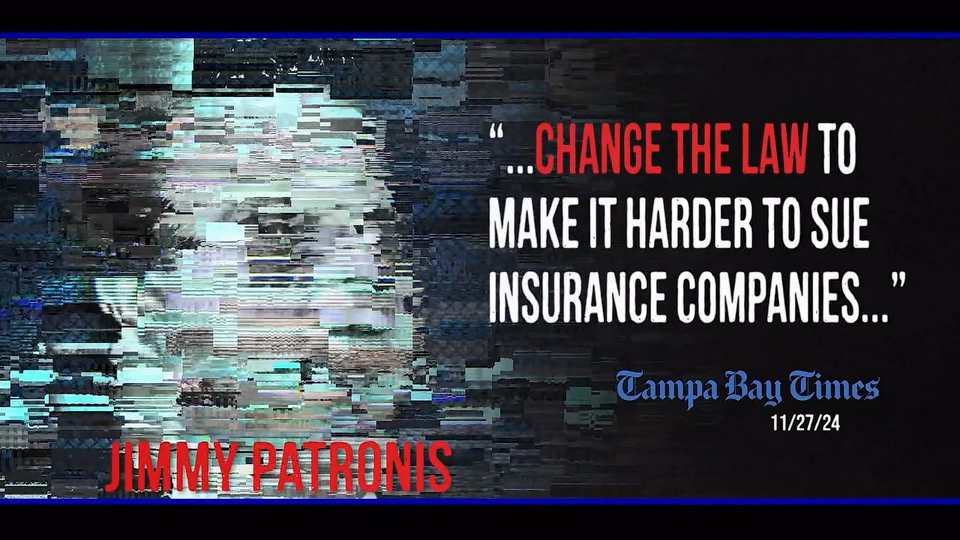 “...CHANGE THE LAW TO
MAKE IT HARDER TO SUE
INSURANCE COMPANIES...”
Tampa Bay Times
11/27/24
JIMMY PATRONIS